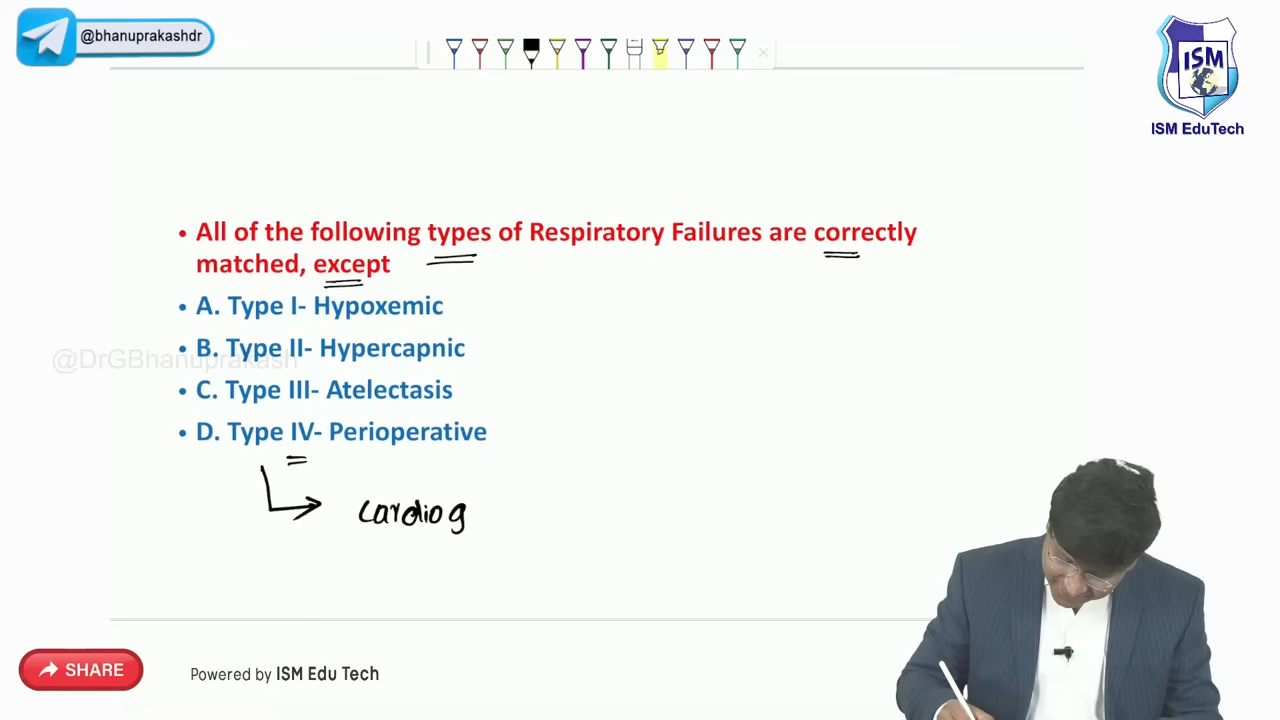 @bhanuprakashdr
ISM
ISM EduTech
• All of the following types of Respiratory Failures are correctly
matched, except
• A. Type I- Hypoxemic
• B. Type II- Hypercapnic
@DrGBhanuprakash
• C. Type III- Atelectasis
• D. Type IV- Perioperative
cardiog
SHARE
Powered by ISM Edu Tech